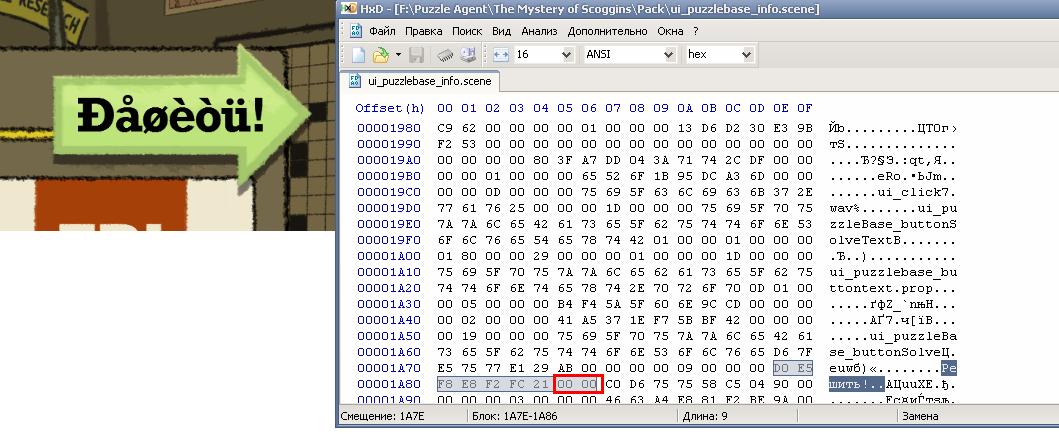 HxD - [F:\Puzzle Agent\The Mystery of Scoggins\Pack\ui_puzzlebase_info.scene]
Файл Правка Поиск Вид Анализ Дополнительно Окна ?
16 ANSI hex
ui_puzzlebase_info.scene
Ðåøèòü!
Offset(h) 00 01 02 03 04 05 06 07 08 09 0A 0B 0C 0D 0E 0F
00001980 C9 62 00 00 00 00 01 00 00 00 13 D6 D2 30 E3 9B Йb.........ЦТ0г›
00001990 F2 53 00 00 00 00 00 00 00 00 00 00 00 00 00 00 тS..............
000019A0 00 00 00 00 80 3F A7 DD 04 3A 71 74 2C DF 00 00 ....Ђ?§Э.:qt,Я..
000019B0 00 00 01 00 00 00 65 52 6F 1B 95 DC A3 6D 00 00 ......eRo.•ЬЈm..
000019C0 00 00 0D 00 00 00 75 69 5F 63 6C 69 63 6B 37 2E ......ui_click7.
000019D0 77 61 76 25 00 00 00 1D 00 00 00 75 69 5F 70 75 wav%.......ui_pu
000019E0 7A 7A 6C 65 42 61 73 65 5F 62 75 74 74 6F 6E 53 zzleBase_buttonS
000019F0 6F 6C 76 65 54 65 78 74 42 01 00 00 01 00 00 00 olveTextB.......
00001A00 01 80 00 00 29 00 00 00 01 00 00 00 1D 00 00 00 .Ђ..)...........
00001A10 75 69 5F 70 75 7A 7A 6C 65 62 61 73 65 5F 62 75 ui_puzzlebase_bu
00001A20 74 74 6F 6E 74 65 78 74 2E 70 72 6F 70 0D 01 00 ttontext.prop...
00001A30 00 05 00 00 00 B4 F4 5A 5F 60 6E 9C CD 00 00 00 .....ґфZ_`nњН...
00001A40 00 02 00 00 00 41 A5 37 1E F7 5B BF 42 00 00 00 .....AҐ7.ч[їB...
00001A50 00 19 00 00 00 75 69 5F 70 75 7A 7A 6C 65 42 61 .....ui_puzzleBa
00001A60 73 65 5F 62 75 74 74 6F 6E 53 6F 6C 76 65 D6 7F se_buttonSolveЦ.
00001A70 E5 75 77 E1 29 AB 00 00 00 00 09 00 00 00 D0 E5 еuwб)«........Ре
00001A80 F8 E8 F2 FC 21 00 00 C0 D6 75 75 58 C5 04 90 00 шить!..АЦuuXЕ.ђ.
00001A90 00 00 00 03 00 00 00 46 63 A4 E8 81 F2 BE 9A 00
Смещение: 1A7E Блок: 1A7E-1A86 Длина: 9 Замена